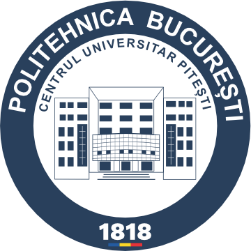 POLITEHNICA BUCUREȘTI
CENTRUL UNIVERSITAR PITEȘTI
1818